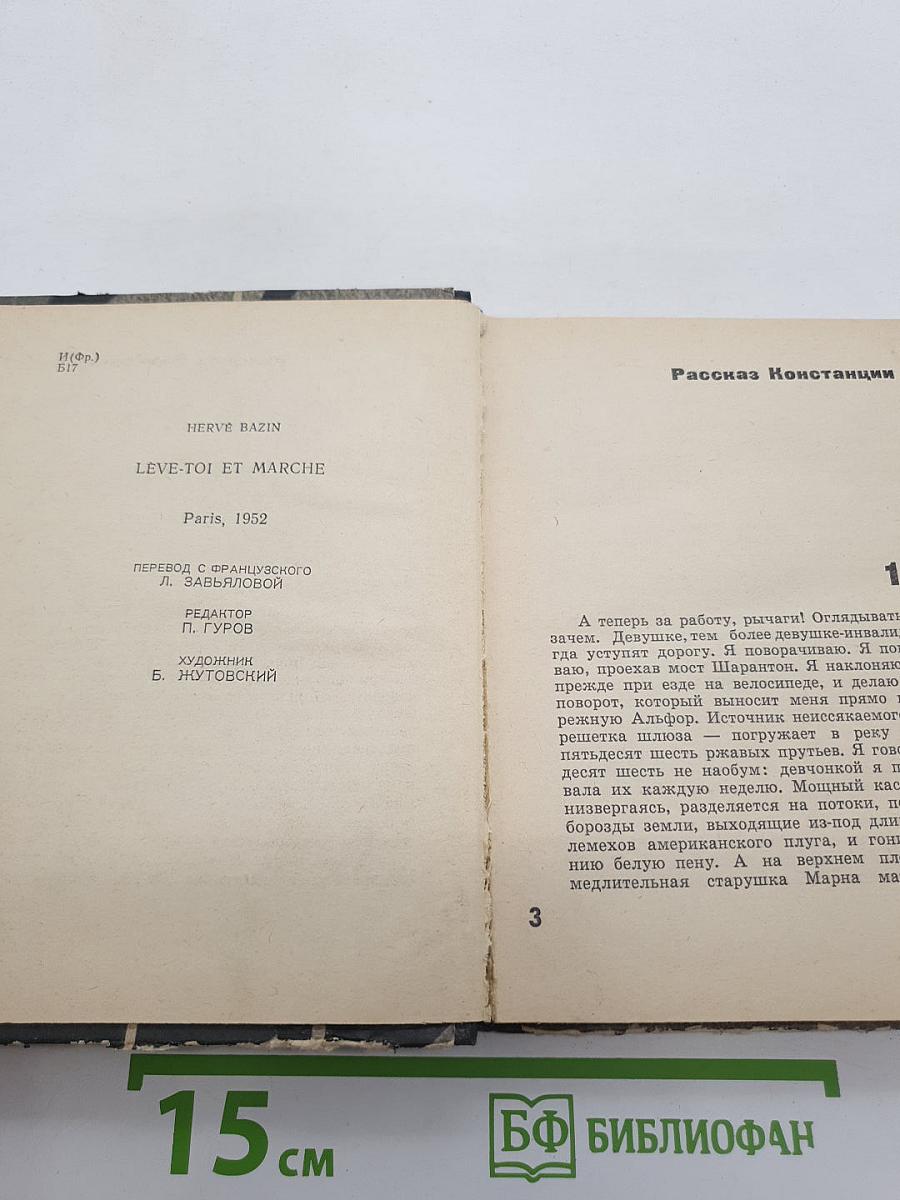 И(Фр.)
Б17
HERVÉ BAZIN
LÈVE-TOI ET MARCHE
Paris, 1952
ПЕРЕВОД С ФРАНЦУЗСКОГО
Л. ЗАВЬЯЛОВОЙ
РЕДАКТОР
П. ГУРОВ
ХУДОЖНИК
Б. ЖУТОВСКИЙ
Рассказ Констанции
1
А теперь за работу, рычаги! Оглядывать
зачем. Девушке, тем более девушке-инвали
гда уступят дорогу. Я поворачиваю. Я пов
ваю, проехав мост Шарантон. Я наклоняю
прежде при езде на велосипеде, и делаю
поворот, который выносит меня прямо н
режную Альфор. Источник неиссякаемого
решетка шлюза — погружает в реку
пятьдесят шесть ржавых прутьев. Я гово
десят шесть не наобум: девчонкой я п
вала их каждую неделю. Мощный кас
низвергаясь, разделяется на потоки, по
борозды земли, выходящие из-под дли
лемехов американского плуга, и гони
нию белую пену. А на верхнем пл
медлительная старушка Марна ма
3
15 см
БФ БИБЛИОФАН